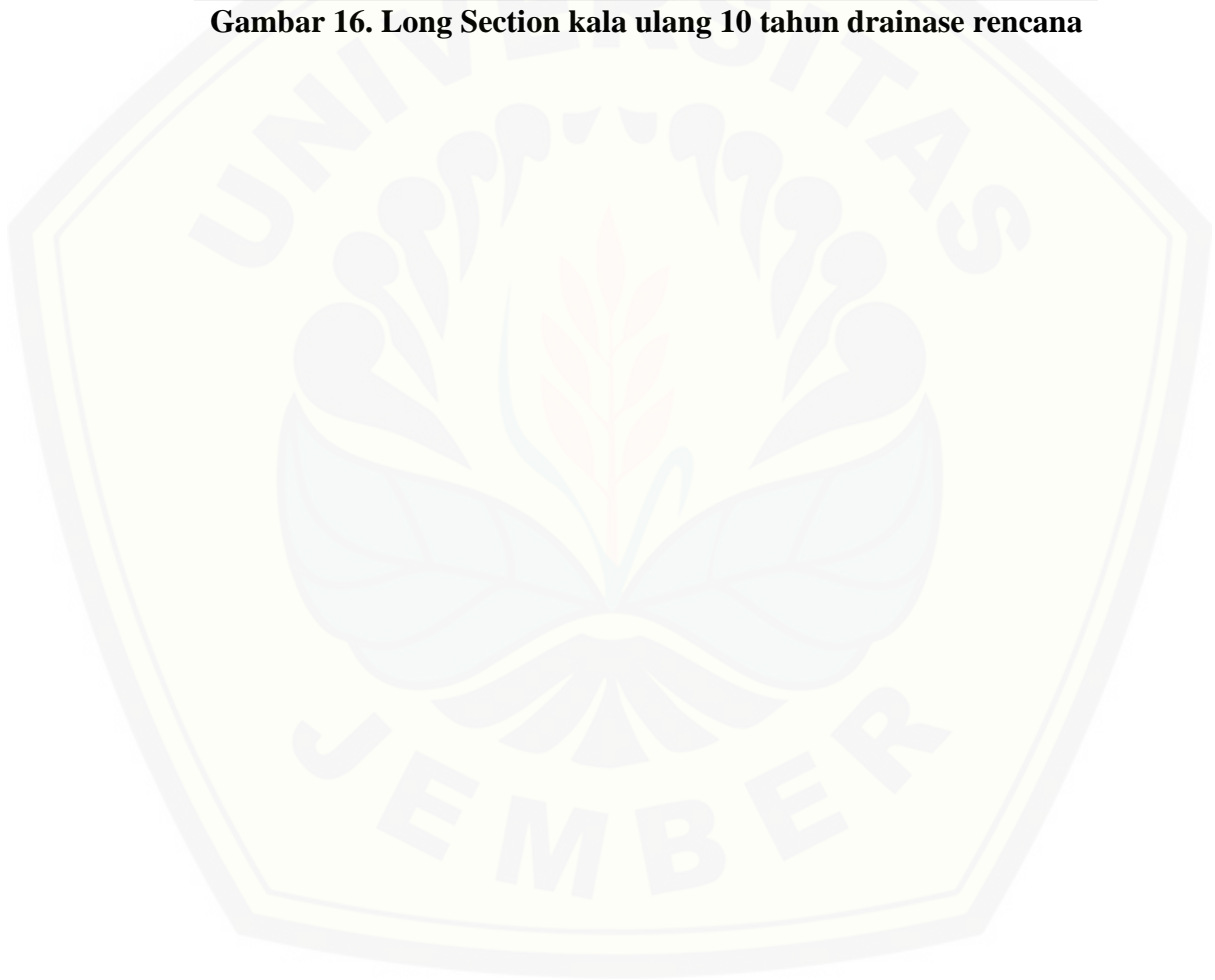 Gambar 16. Long Section kala ulang 10 tahun drainase rencana
UNIVERSITAS
JEMBER